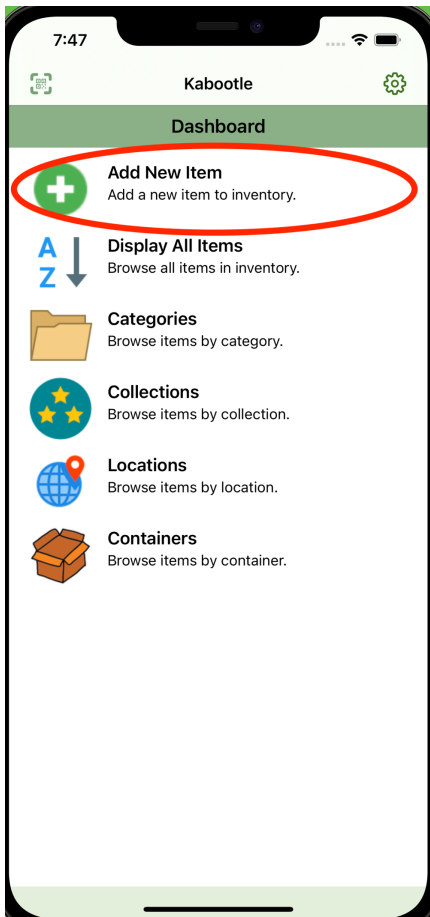 7:47
Kabootle
Dashboard
Add New Item
Add a new item to inventory.
A
Z
Display All Items
Browse all items in inventory.
Categories
Browse items by category.
Collections
Browse items by collection.
Locations
Browse items by location.
Containers
Browse items by container.